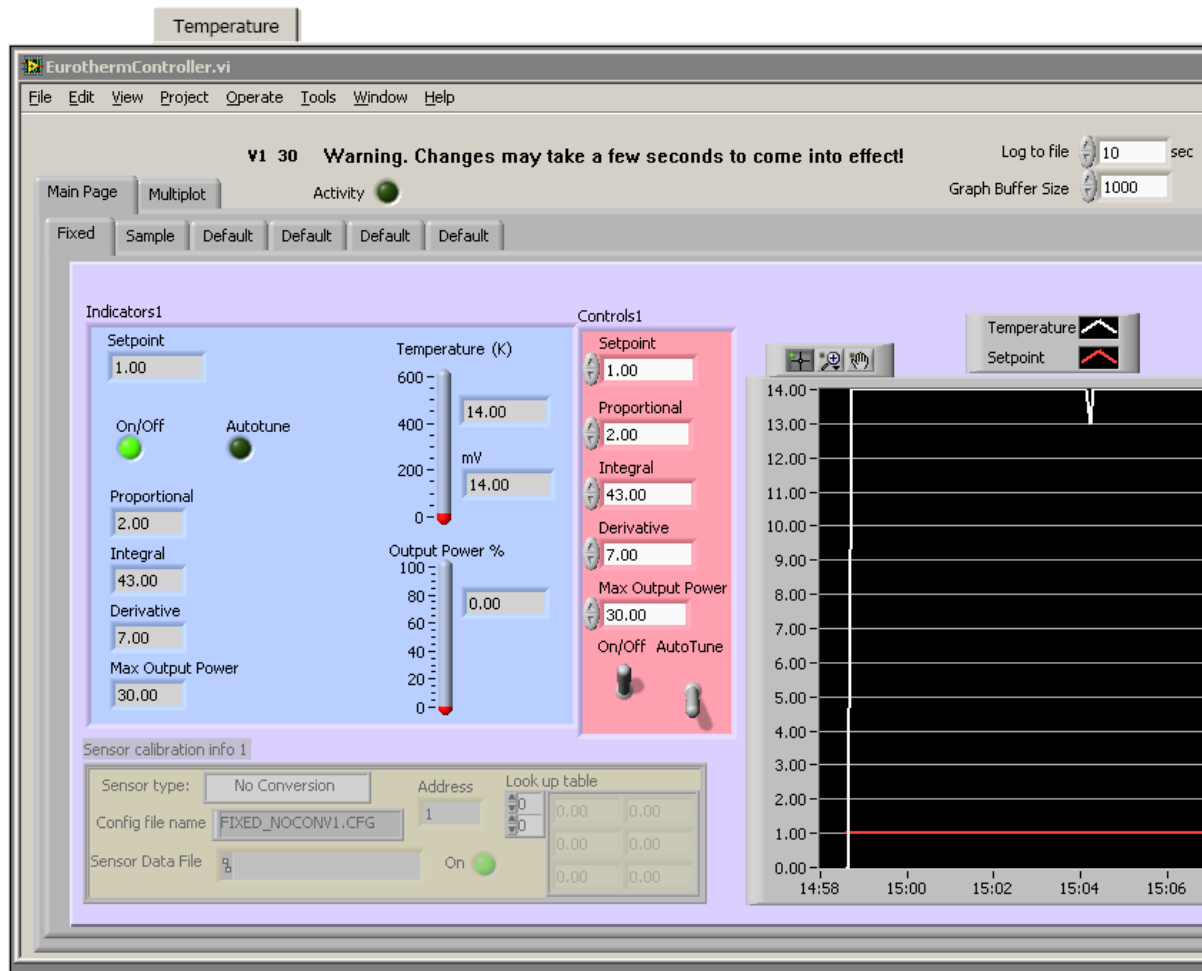 Temperature
EurothermController.vi
File Edit View Project Operate Tools Window Help
V1 30 Warning. Changes may take a few seconds to come into effect!
Log to file 10 sec
Graph Buffer Size 1000
Main Page Multiplot Activity
Fixed Sample Default Default Default Default
Indicators1
Setpoint
1.00
On/Off Autotune
Proportional
2.00
Integral
43.00
Derivative
7.00
Max Output Power
30.00
Temperature (K)
600
400
200
0
14.00
mV
14.00
Output Power %
100
80
60
40
20
0
0.00
Controls1
Setpoint
1.00
Proportional
2.00
Integral
43.00
Derivative
7.00
Max Output Power
30.00
On/Off AutoTune
Temperature
Setpoint
14.00
13.00
12.00
11.00
10.00
9.00
8.00
7.00
6.00
5.00
4.00
3.00
2.00
1.00
0.00
14:58 15:00 15:02 15:04 15:06
Sensor calibration info 1
Sensor type: No Conversion
Config file name FIXED_NOCONV1.CFG
Sensor Data File
Address
1
On
Look up table
0
0
0.00 0.00
0.00 0.00
0.00 0.00